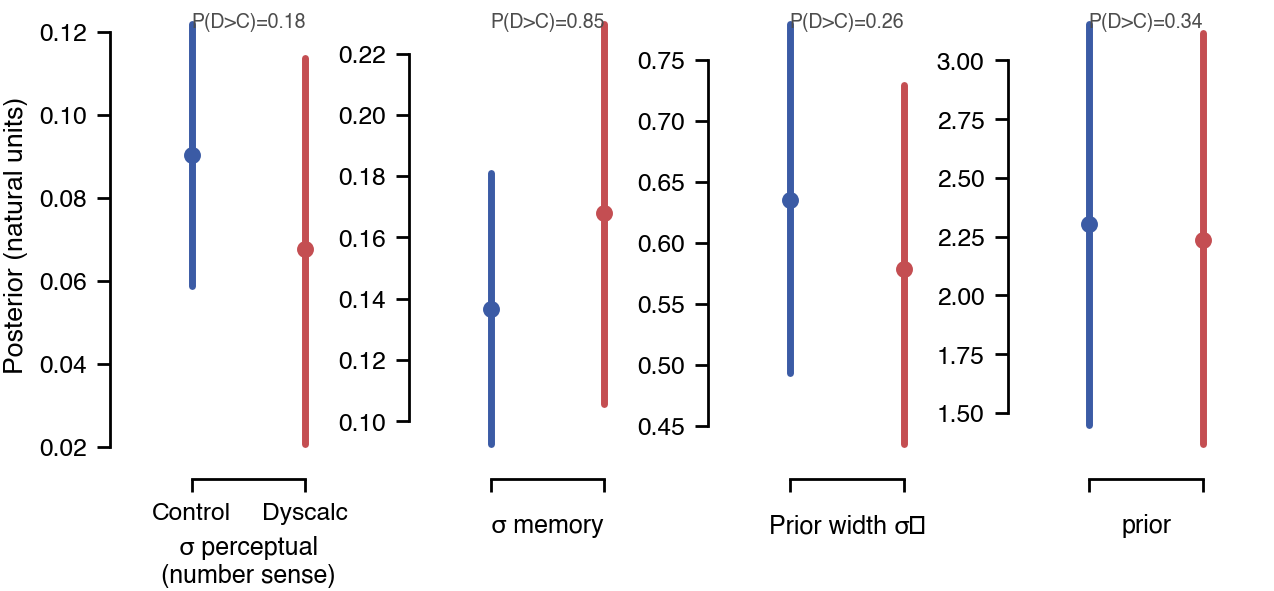 P(D>C)=0.18
P(D>C)=0.85
P(D>C)=0.26
P(D>C)=0.34
Posterior (natural units)
0.12
0.10
0.08
0.06
0.04
0.02
0.22
0.20
0.18
0.16
0.14
0.12
0.10
0.75
0.70
0.65
0.60
0.55
0.50
0.45
3.00
2.75
2.50
2.25
2.00
1.75
1.50
Control
Dyscalc
σ perceptual
(number sense)
σ memory
Prior width σ□
prior